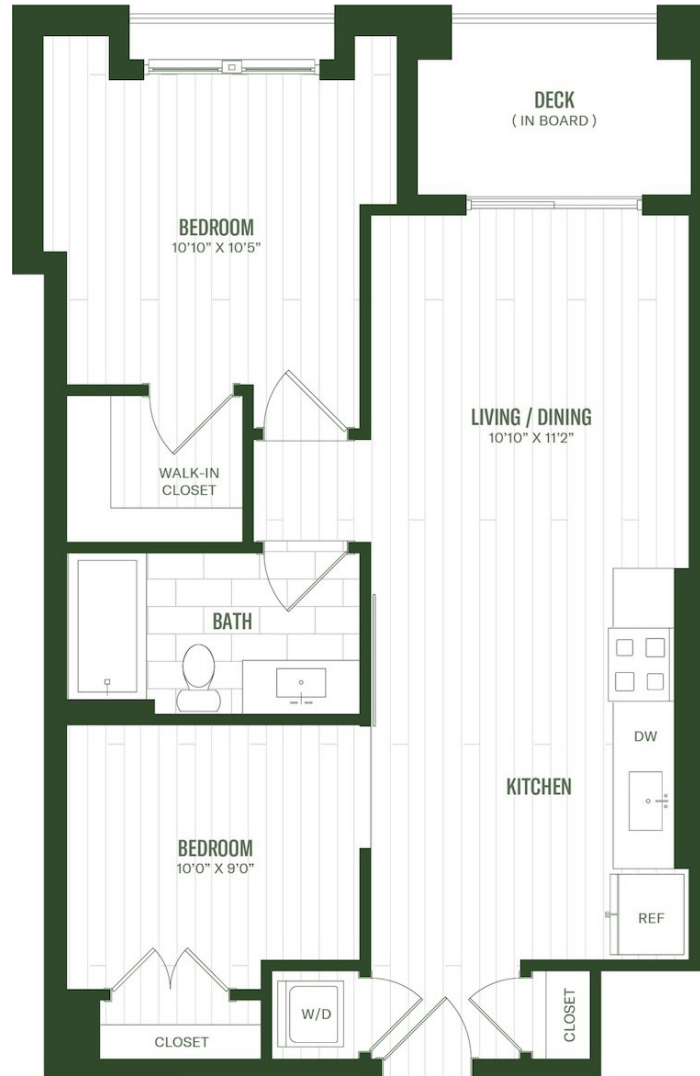 DECK
( IN BOARD )
BEDROOM
10'10" X 10'5"
LIVING / DINING
10'10" X 11'2"
WALK-IN
CLOSET
BATH
DW
KITCHEN
BEDROOM
10'0" X 9'0"
REF
W/D
CLOSET
CLOSET